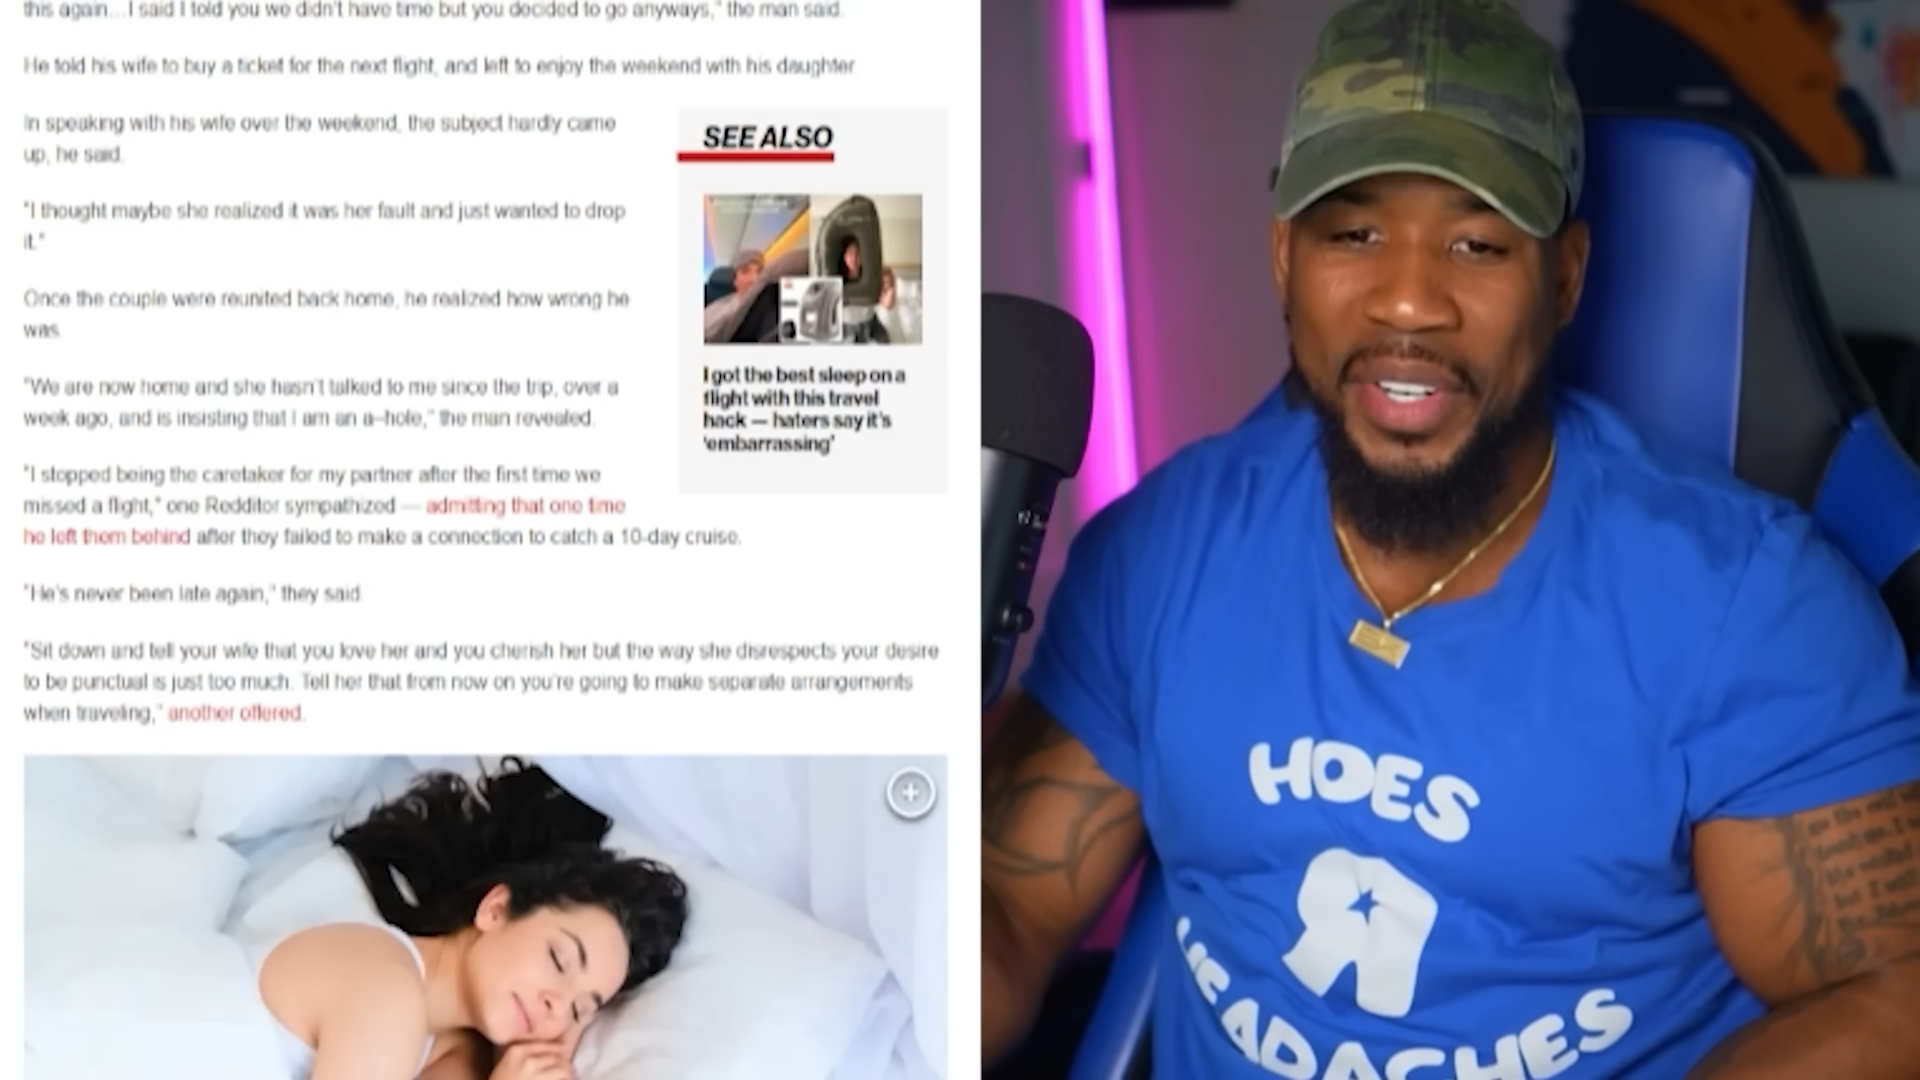 this again...I said I told you we didn't have time but you decided to go anyways," the man said.
He told his wife to buy a ticket for the next flight, and left to enjoy the weekend with his daughter
In speaking with his wife over the weekend, the subject hardly came
up, he said.
"I thought maybe she realized it was her fault and just wanted to drop
it."
Once the couple were reunited back home, he realized how wrong he
was.
"We are now home and she hasn't talked to me since the trip, over a
week ago, and is insisting that I am an a–hole," the man revealed.
"I stopped being the caretaker for my partner after the first time we
missed a flight," one Redditor sympathized — admitting that one time
he left them behind after they failed to make a connection to catch a 10-day cruise.
"He's never been late again," they said.
"Sit down and tell your wife that you love her and you cherish her but the way she disrespects your desire
to be punctual is just too much. Tell her that from now on you're going to make separate arrangements
when traveling," another offered.
SEE ALSO
I got the best sleep on a
flight with this travel
hack — haters say it's
'embarrassing'
HOES
R
HEADACHES